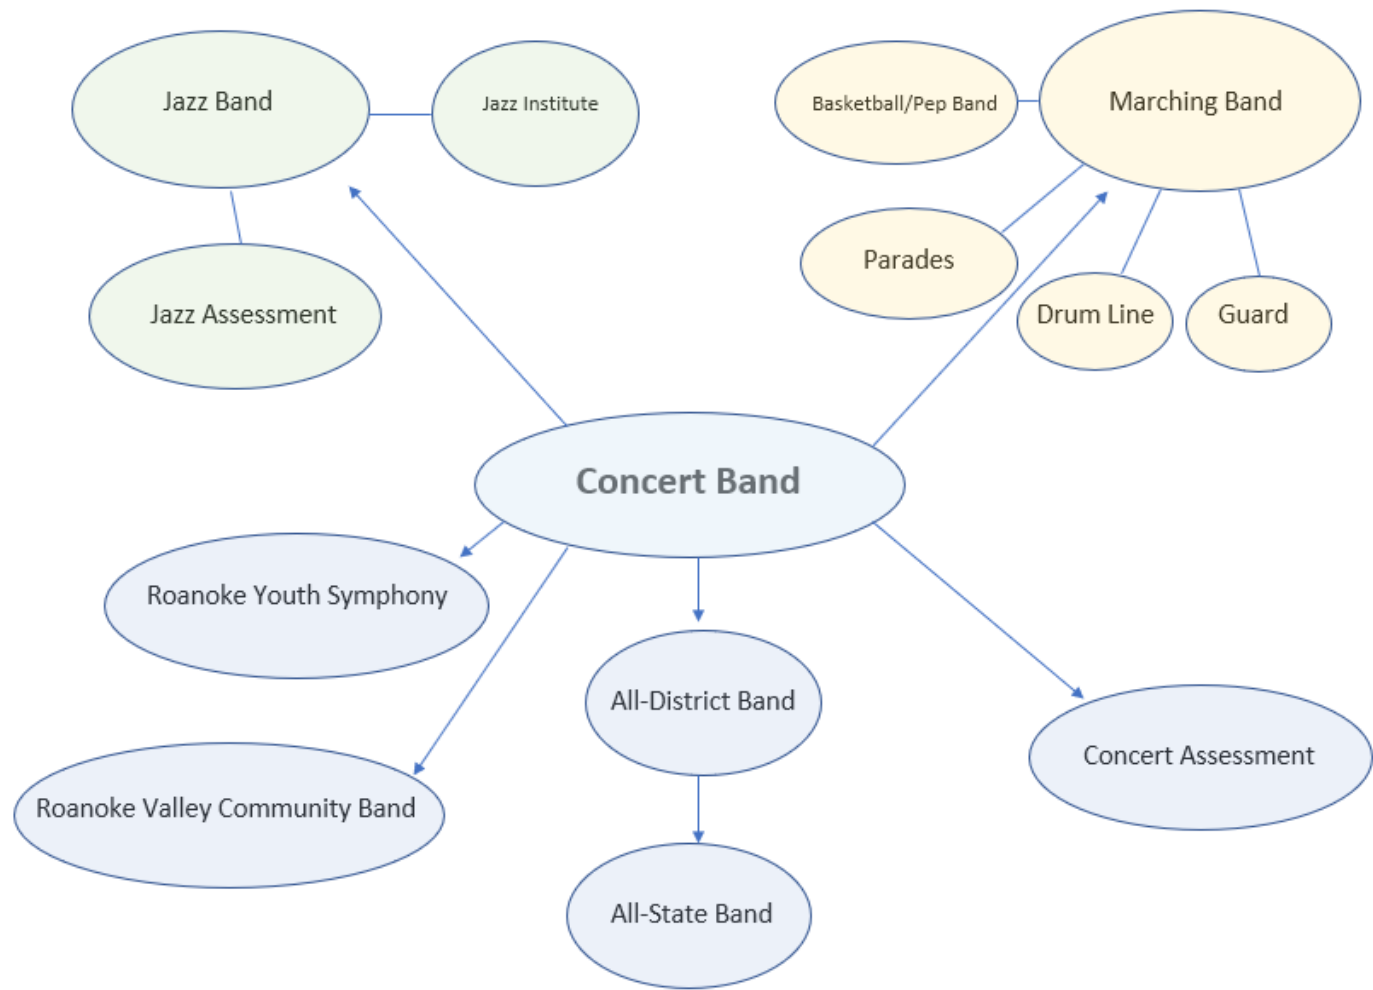 Jazz Band
Jazz Institute
Basketball/Pep Band
Marching Band
Parades
Jazz Assessment
Drum Line
Guard
Concert Band
Roanoke Youth Symphony
All-District Band
Concert Assessment
Roanoke Valley Community Band
All-State Band